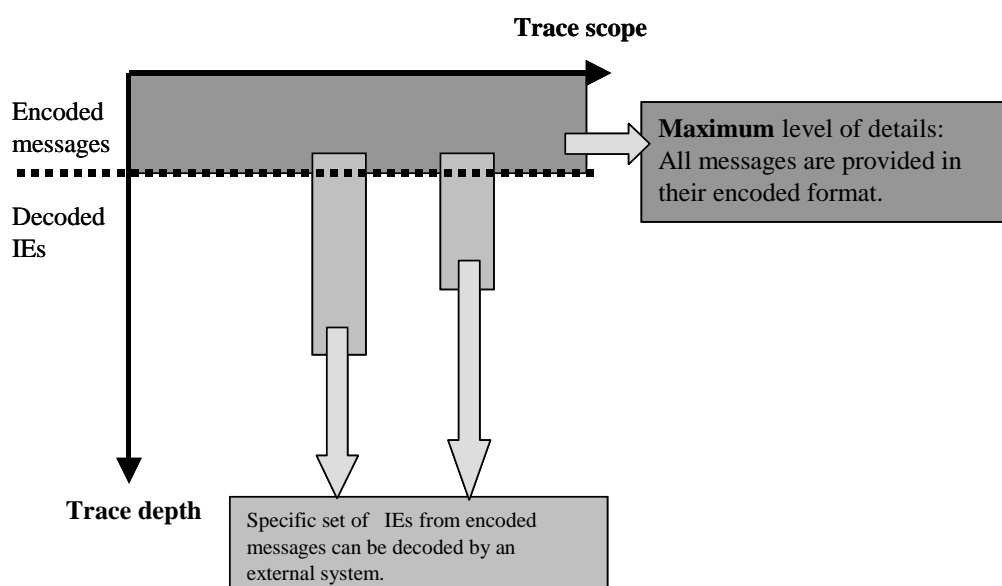 Trace scope
Encoded
messages
Maximum level of details:
All messages are provided in
their encoded format.
Decoded
IEs
Trace depth
Specific set of IEs from encoded
messages can be decoded by an
external system.